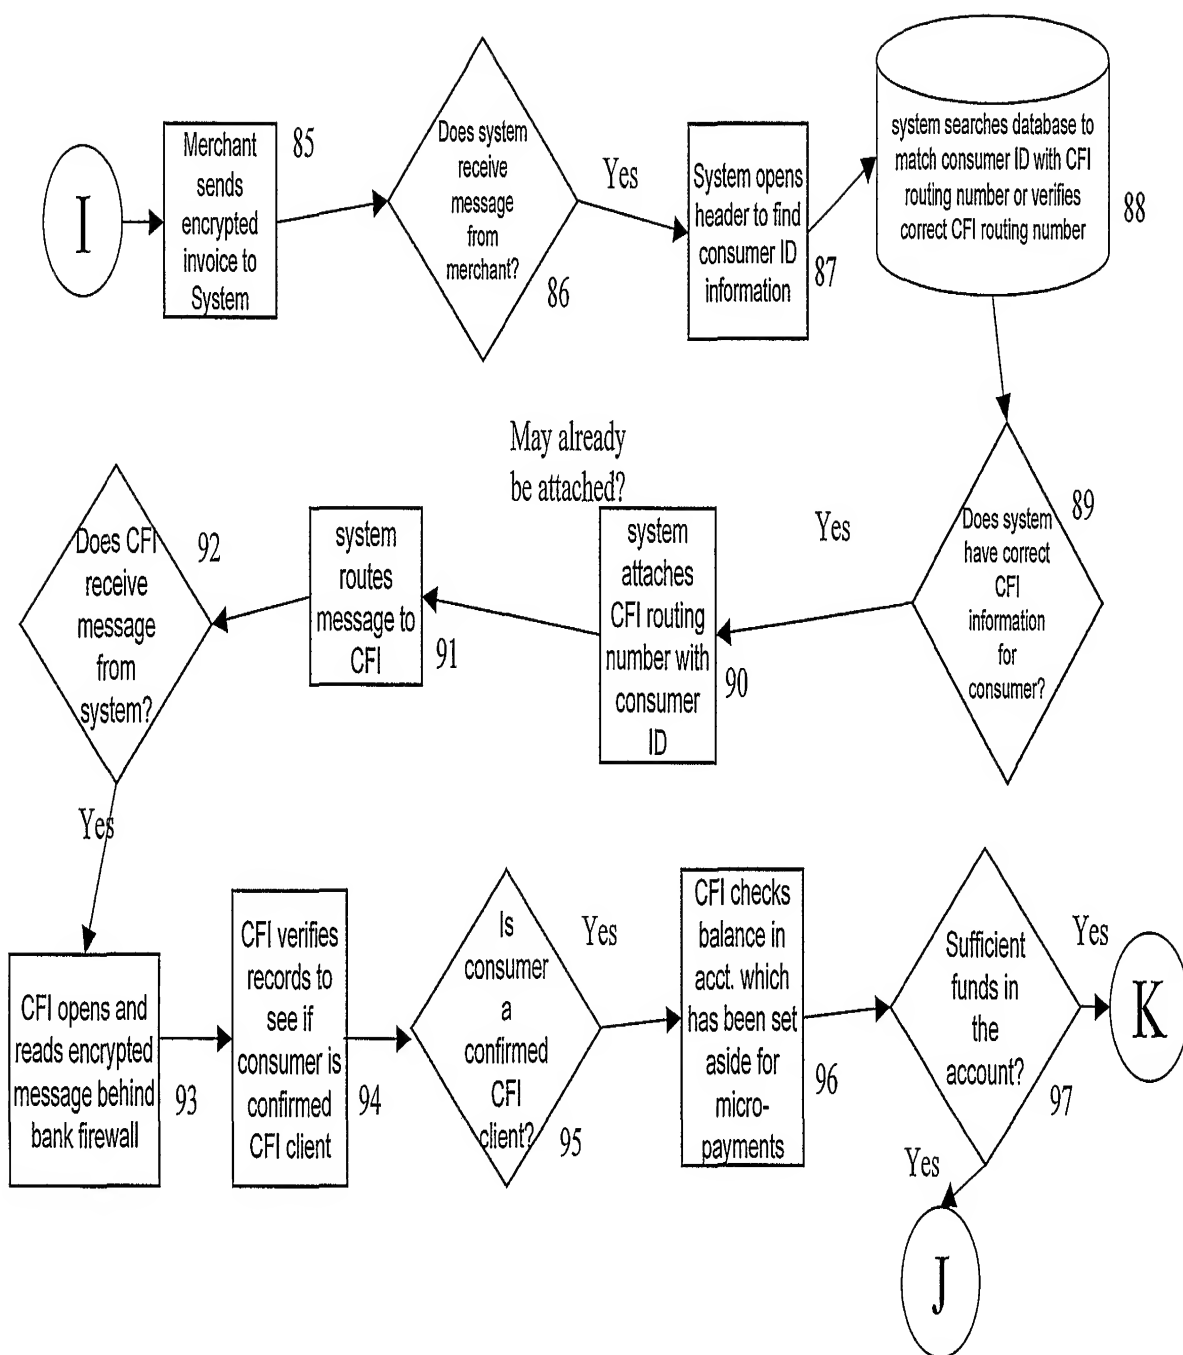 I
Merchant
sends
encrypted
invoice to
System
85
Does system
receive
message
from
merchant?
86
Yes
System opens
header to find
consumer ID
information
87
system searches database to
match consumer ID with CFI
routing number or verifies
correct CFI routing number
88
Does system
have correct
CFI
information
for
consumer?
89
Yes
May already
be attached?
system
attaches
CFI routing
number with
consumer
ID
90
system
routes
message to
CFI
91
Does CFI
receive
message
from
system?
92
Yes
CFI opens and
reads encrypted
message behind
bank firewall
93
CFI verifies
records to
see if
consumer is
confirmed
CFI client
94
Is
consumer
a
confirmed
CFI
client?
95
Yes
CFI checks
balance in
acct. which
has been set
aside for
micro-
payments
96
Sufficient
funds in
the
account?
97
Yes
K
Yes
J